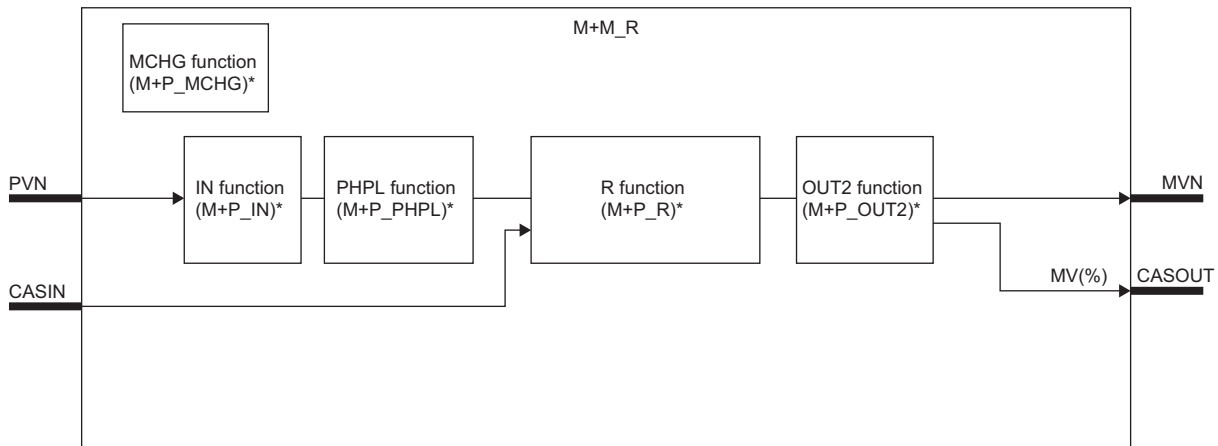 M+M_R
MCHG function
(M+P_MCHG)*
PVN
IN function
(M+P_IN)*
PHPL function
(M+P_PHPL)*
R function
(M+P_R)*
OUT2 function
(M+P_OUT2)*
MVN
CASIN
MV(%)
CASOUT